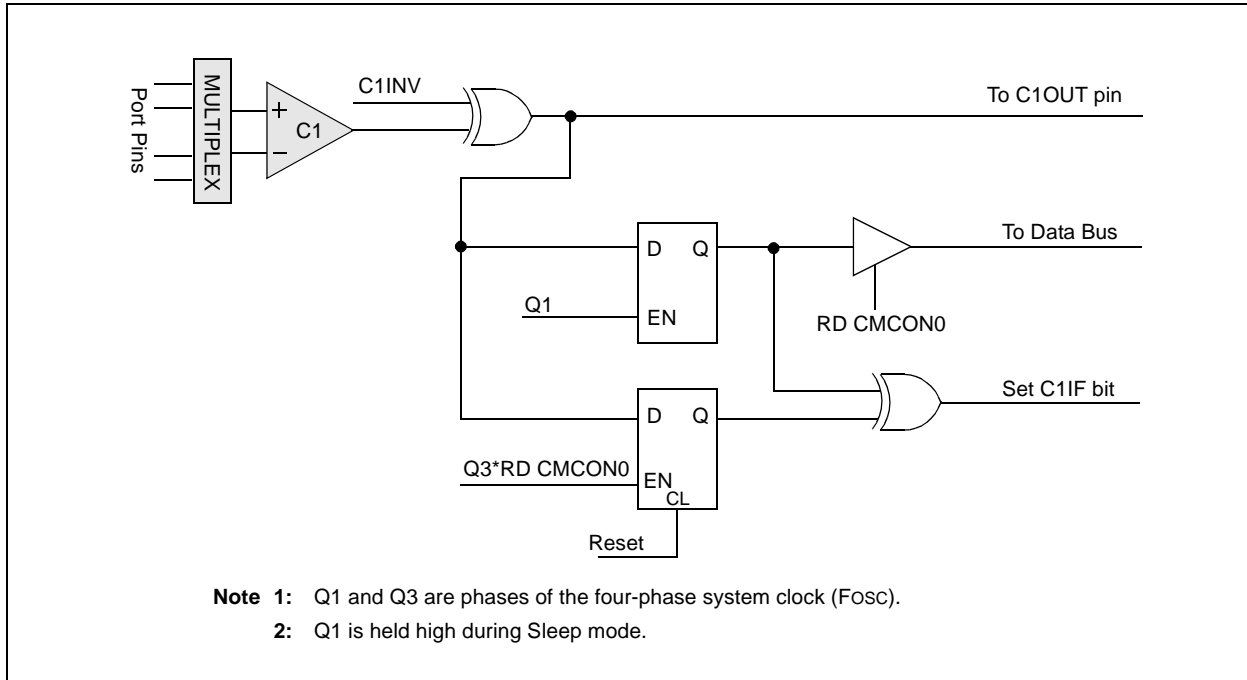 Port Pins
MULTIPLEX
+
−
C1
C1INV
To C1OUT pin
D Q
Q1
EN
To Data Bus
RD CMCON0
D Q
Q3*RD CMCON0
EN
CL
Reset
Set C1IF bit
Note 1: Q1 and Q3 are phases of the four-phase system clock (FOSC).
2: Q1 is held high during Sleep mode.